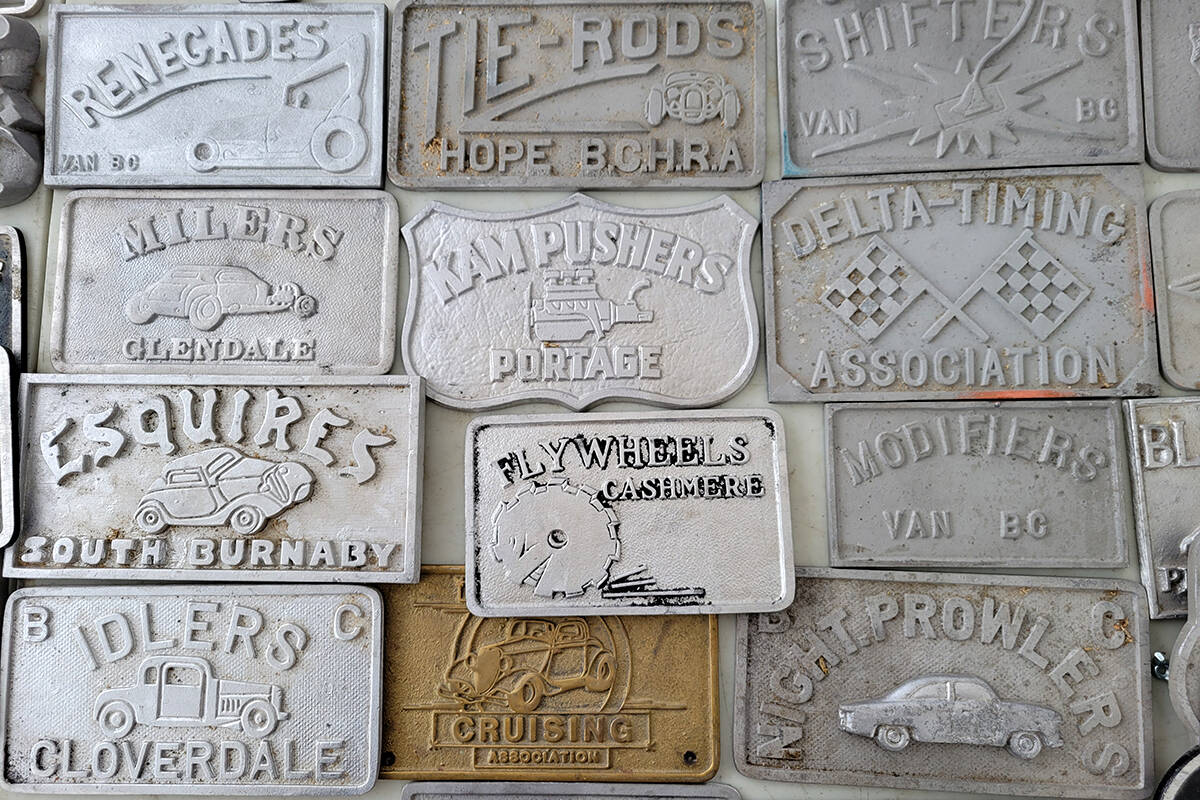 RENEGADES
VAN BC
TIE-RODS
HOPE B.C.H.R.A
SHIFTERS
VAN BC
MILERS
GLENDALE
KAM PUSHERS
PORTAGE
DELTA-TIMING
ASSOCIATION
ESQUIRES
SOUTH BURNABY
FLYWHEELS
CASHMERE
MODIFIERS
VAN BC
BL
B C
IDLERS
CLOVERDALE
CRUISING
ASSOCIATION
B C
NIGHT PROWLERS